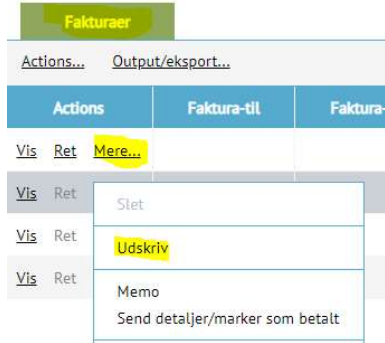 Fakturaer
Actions... Output/eksport...
Actions Faktura-til Faktura-
Vis Ret Mere...
Vis Ret
Slet
Vis Ret
Udskriv
Vis Ret
Memo
Send detaljer/marker som betalt